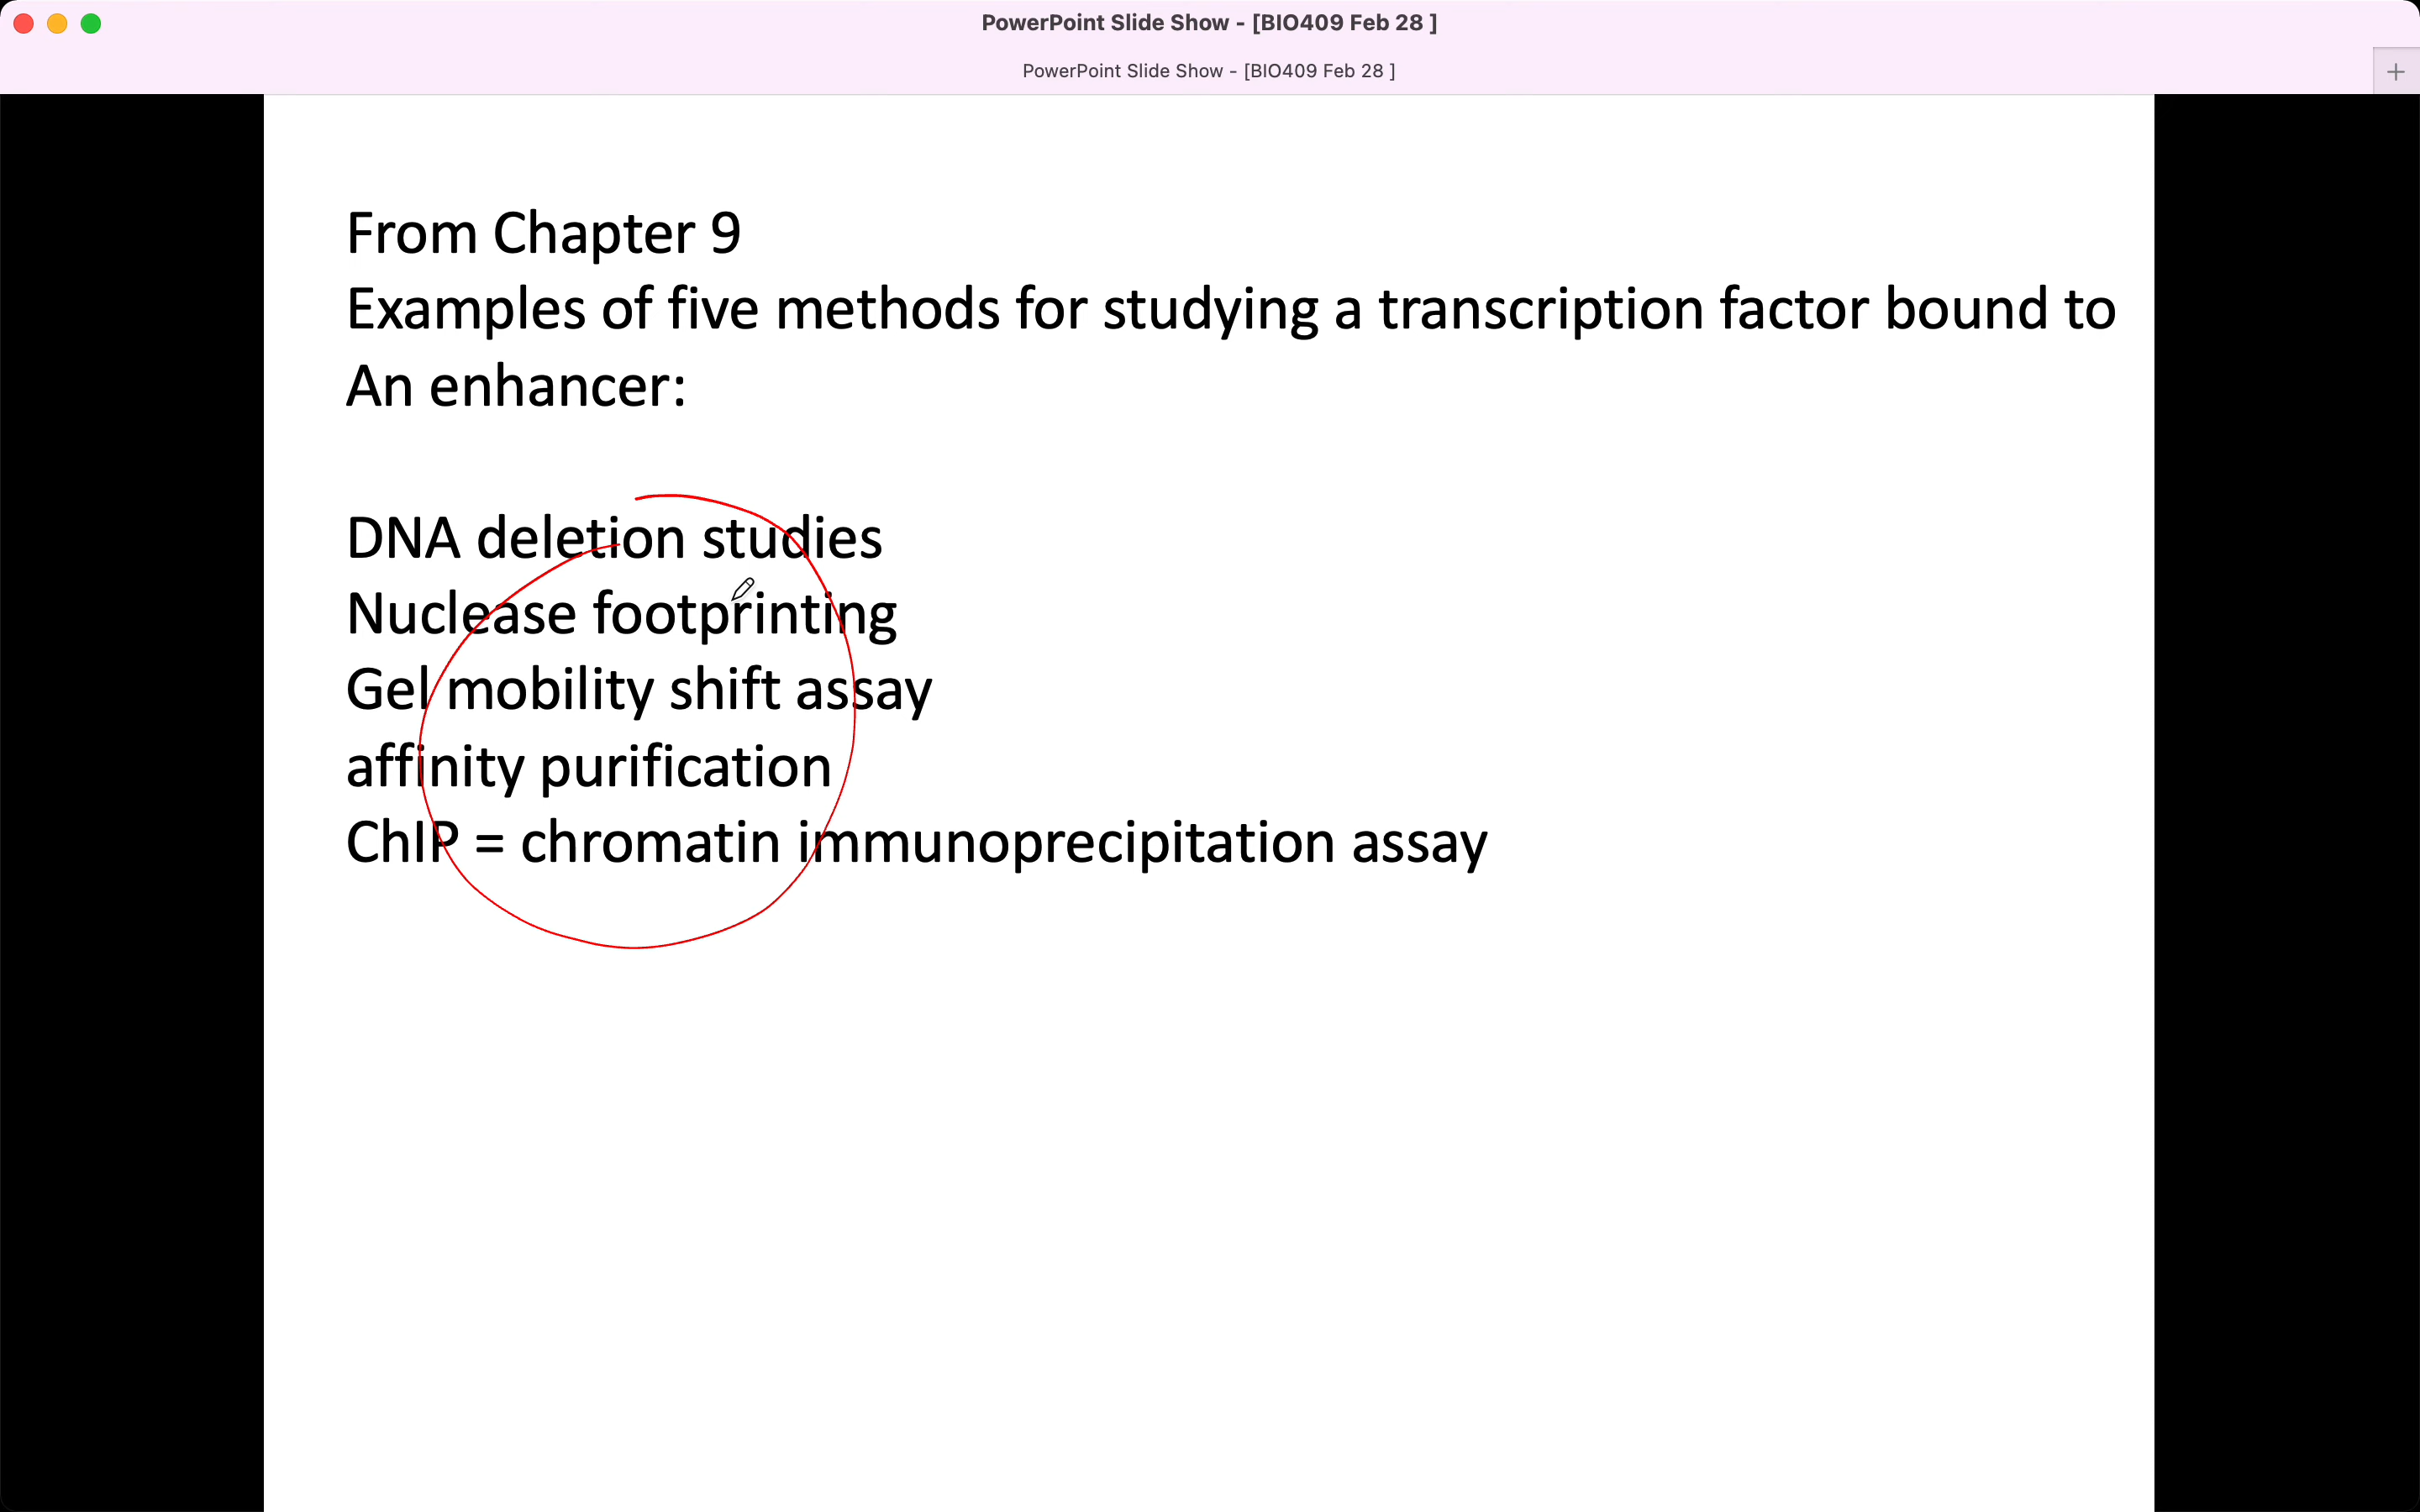 PowerPoint Slide Show - [BIO409 Feb 28 ]
PowerPoint Slide Show - [BIO409 Feb 28 ]
From Chapter 9
Examples of five methods for studying a transcription factor bound to
An enhancer:
DNA deletion studies
Nuclease footprinting
Gel mobility shift assay
affinity purification
ChIP = chromatin immunoprecipitation assay